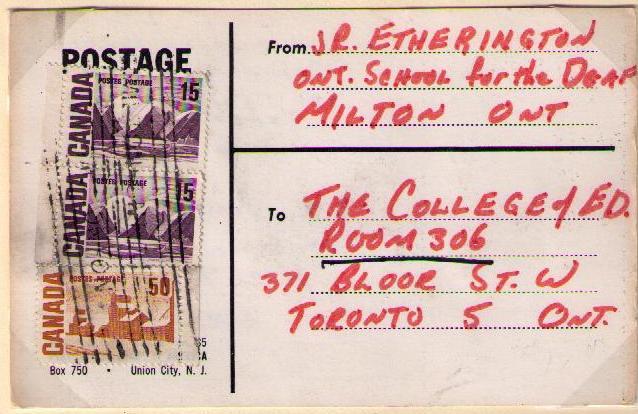 POSTAGE
CANADA
POSTES POSTAGE
15
CANADA
POSTES POSTAGE
15
CANADA
POSTES POSTAGE
50
Box 750 • Union City, N. J.
From JR. ETHERINGTON
ONT. SCHOOL for the DEAF
MILTON ONT
To THE COLLEGE of ED.
ROOM 306
371 BLOOR ST. W
TORONTO 5 ONT.